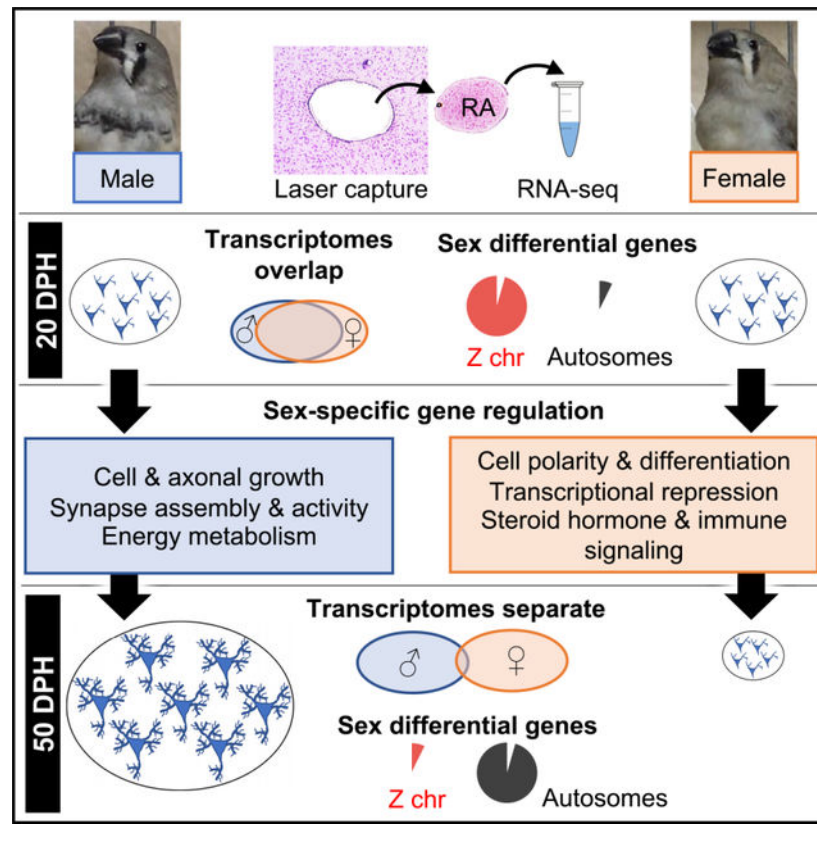 RA
Male
Laser capture
RNA-seq
Female
20 DPH
Transcriptomes
overlap
♂
♀
Sex differential genes
Z chr
Autosomes
Sex-specific gene regulation
Cell & axonal growth
Synapse assembly & activity
Energy metabolism
Cell polarity & differentiation
Transcriptional repression
Steroid hormone & immune
signaling
50 DPH
Transcriptomes separate
♂
♀
Sex differential genes
Z chr
Autosomes